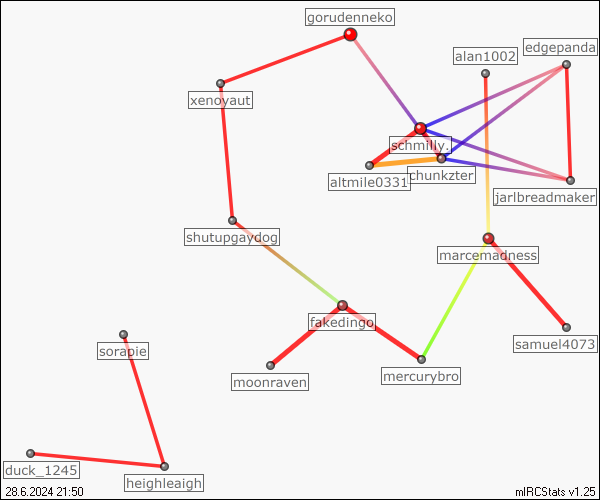 gorudenneko
edgepanda
alan1002
xenoyaut
schmilly.
chunkzter
altmile0331
jarlbreadmaker
shutupgaydog
marcemadness
fakedingo
samuel4073
sorapie
mercurybro
moonraven
duck_1245
heighleaigh
28.6.2024 21:50
mIRCStats v1.25